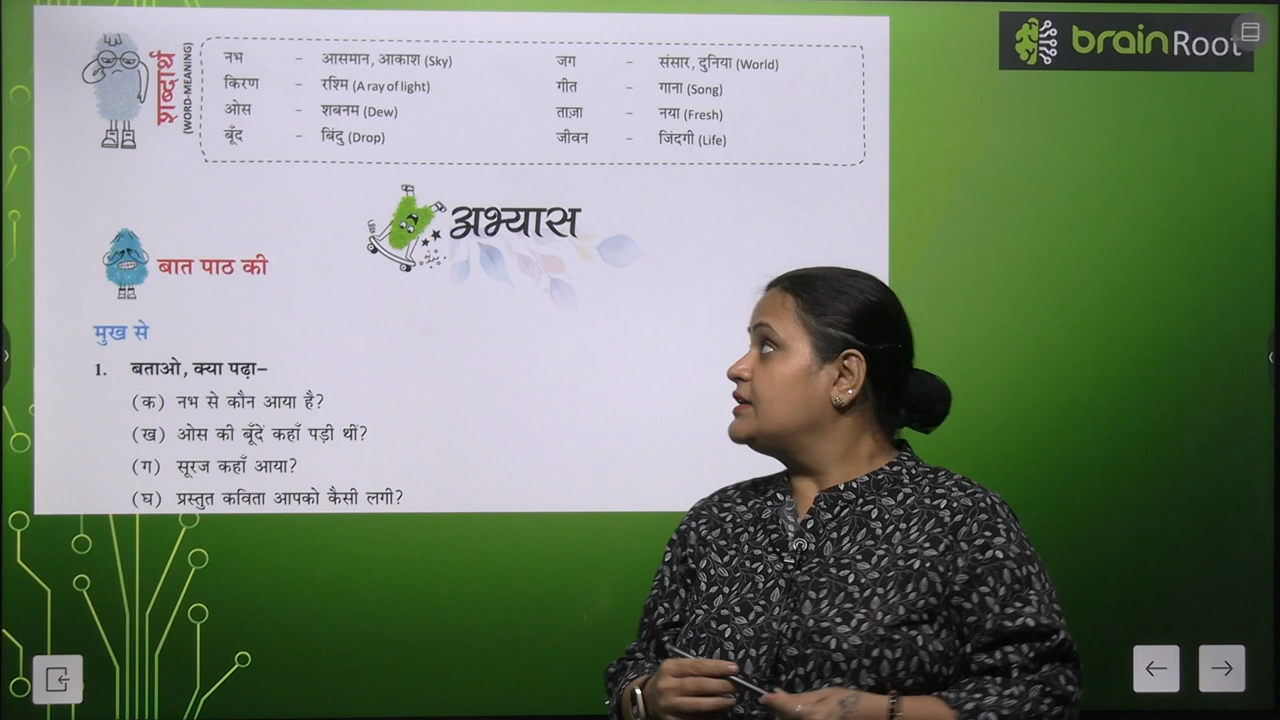 शब्दार्थ
(WORD-MEANING)
नभ – आसमान, आकाश (Sky)
किरण – रश्मि (A ray of light)
ओस – शबनम (Dew)
बूँद – बिंदु (Drop)
जग – संसार, दुनिया (World)
गीत – गाना (Song)
ताज़ा – नया (Fresh)
जीवन – जिंदगी (Life)
अभ्यास
बात पाठ की
मुख से
1. बताओ, क्या पढ़ा–
(क) नभ से कौन आया है?
(ख) ओस की बूँदें कहाँ पड़ी थीं?
(ग) सूरज कहाँ आया?
(घ) प्रस्तुत कविता आपको कैसी लगी?
brainRoot